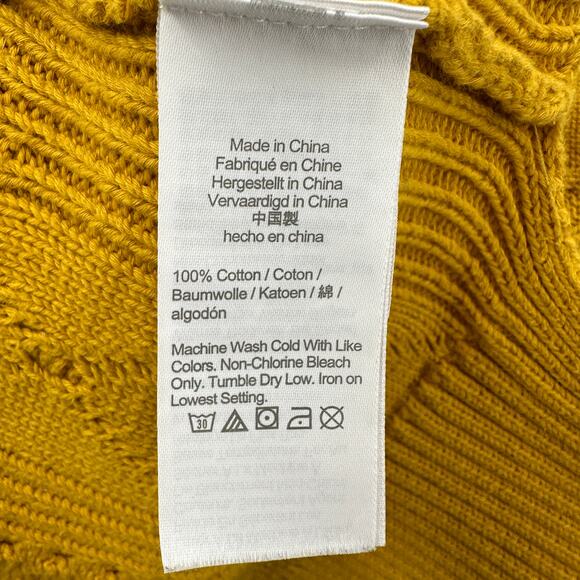 Made in China
Fabriqué en Chine
Hergestellt in China
Vervaardigd in China
中国製
hecho en china
100% Cotton / Coton /
Baumwolle / Katoen / 綿 /
algodón
Machine Wash Cold With Like
Colors. Non-Chlorine Bleach
Only. Tumble Dry Low. Iron on
Lowest Setting.
30